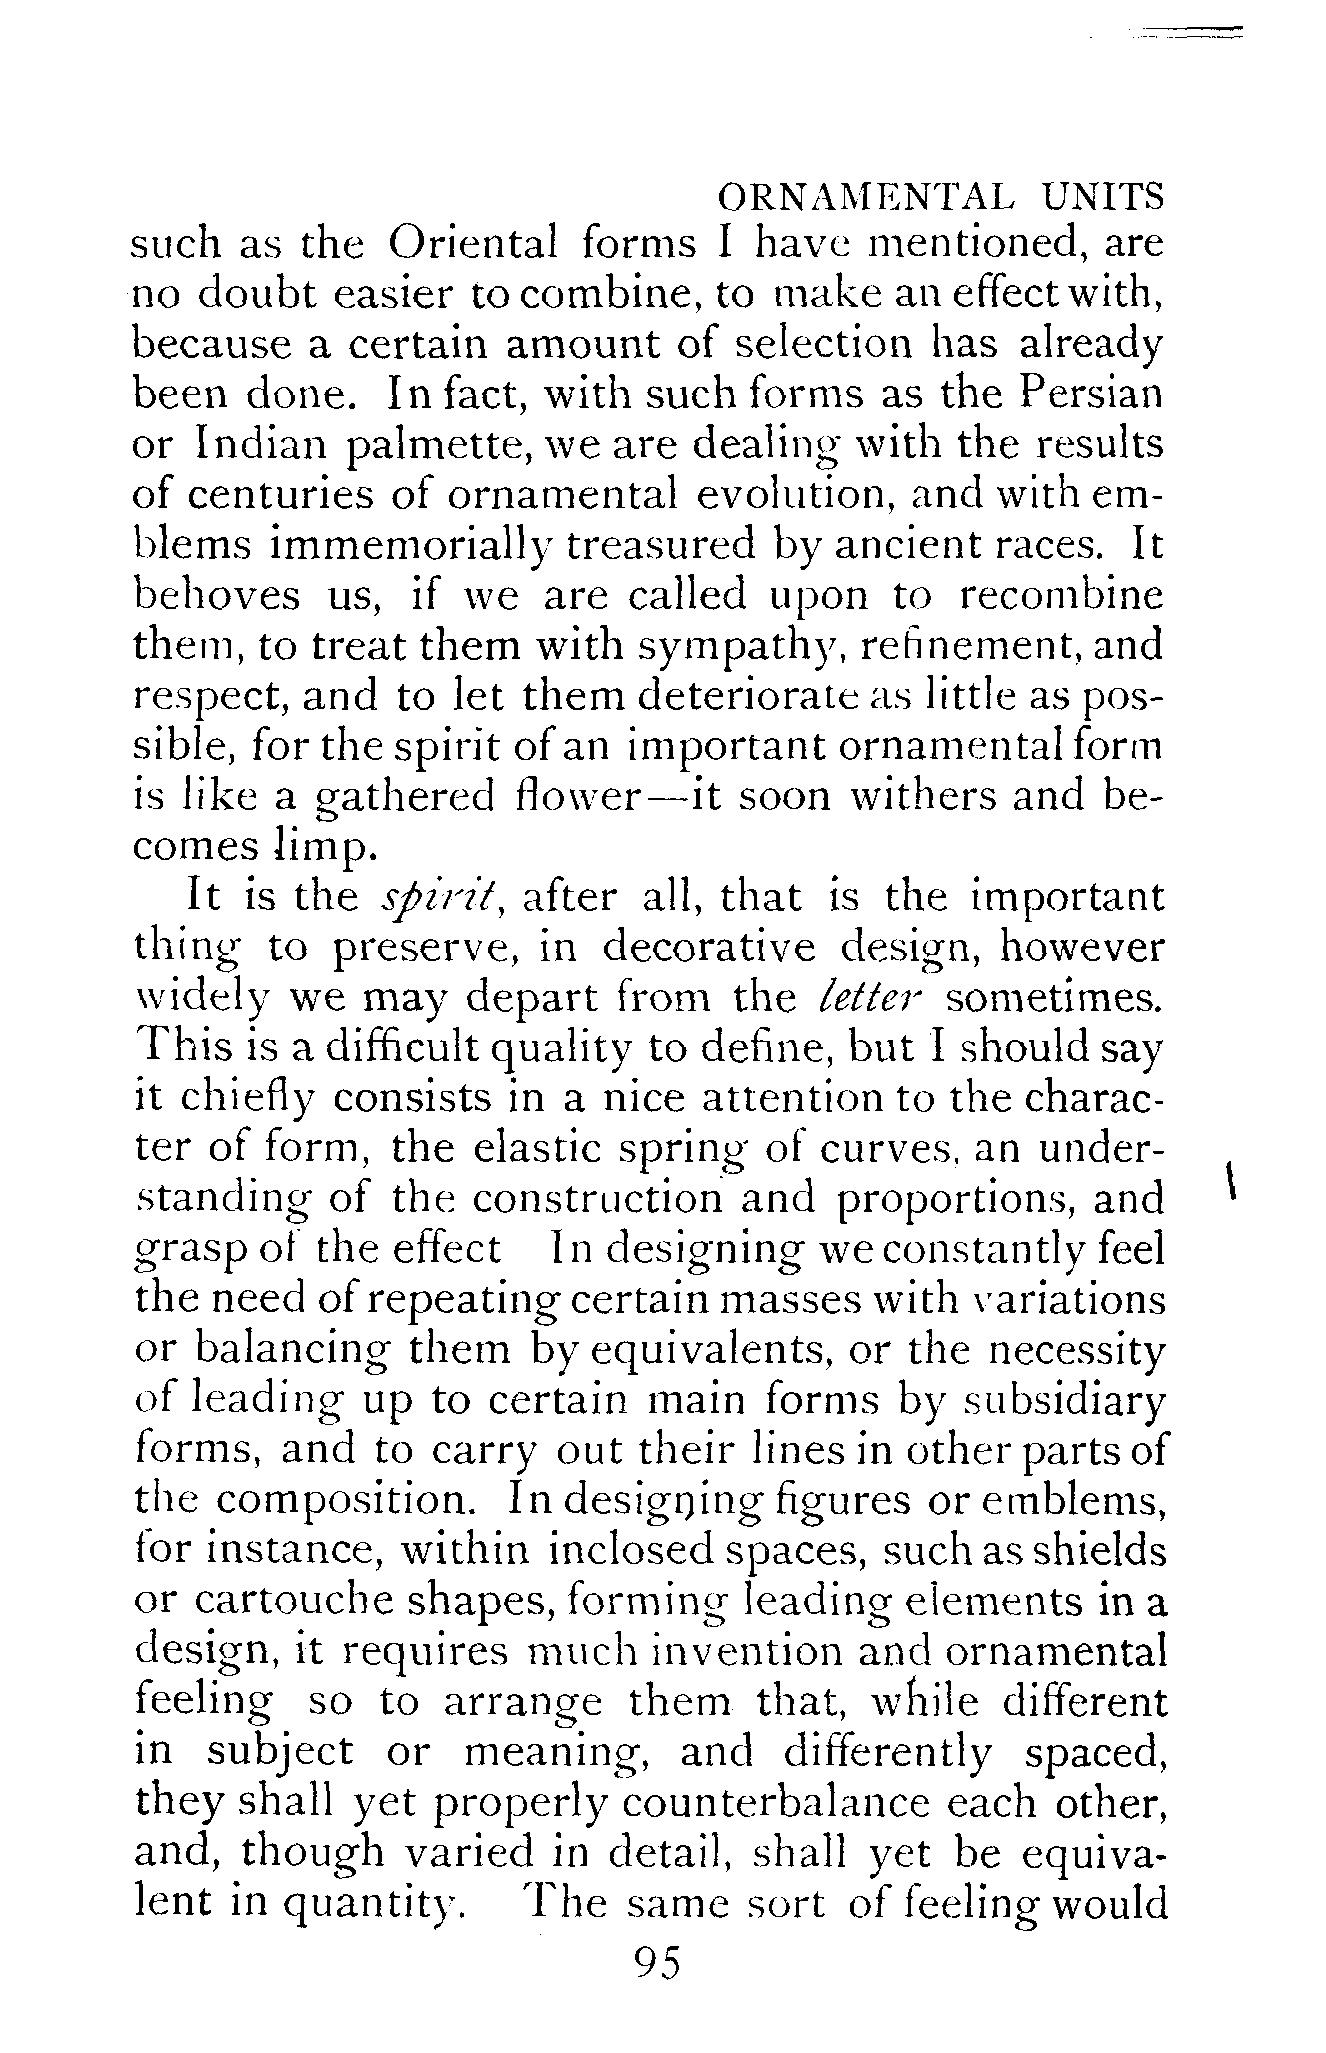 ORNAMENTAL UNITS
such as the Oriental forms I have mentioned, are
no doubt easier to combine, to make an effect with,
because a certain amount of selection has already
been done. In fact, with such forms as the Persian
or Indian palmette, we are dealing with the results
of centuries of ornamental evolution, and with em-
blems immemorially treasured by ancient races. It
behoves us, if we are called upon to recombine
them, to treat them with sympathy, refinement, and
respect, and to let them deteriorate as little as pos-
sible, for the spirit of an important ornamental form
is like a gathered flower—it soon withers and be-
comes limp.
It is the spirit, after all, that is the important
thing to preserve, in decorative design, however
widely we may depart from the letter sometimes.
This is a difficult quality to define, but I should say
it chiefly consists in a nice attention to the charac-
ter of form, the elastic spring of curves, an under-
standing of the construction and proportions, and
grasp of the effect In designing we constantly feel
the need of repeating certain masses with variations
or balancing them by equivalents, or the necessity
of leading up to certain main forms by subsidiary
forms, and to carry out their lines in other parts of
the composition. In designing figures or emblems,
for instance, within inclosed spaces, such as shields
or cartouche shapes, forming leading elements in a
design, it requires much invention and ornamental
feeling so to arrange them that, while different
in subject or meaning, and differently spaced,
they shall yet properly counterbalance each other,
and, though varied in detail, shall yet be equiva-
lent in quantity. The same sort of feeling would
95